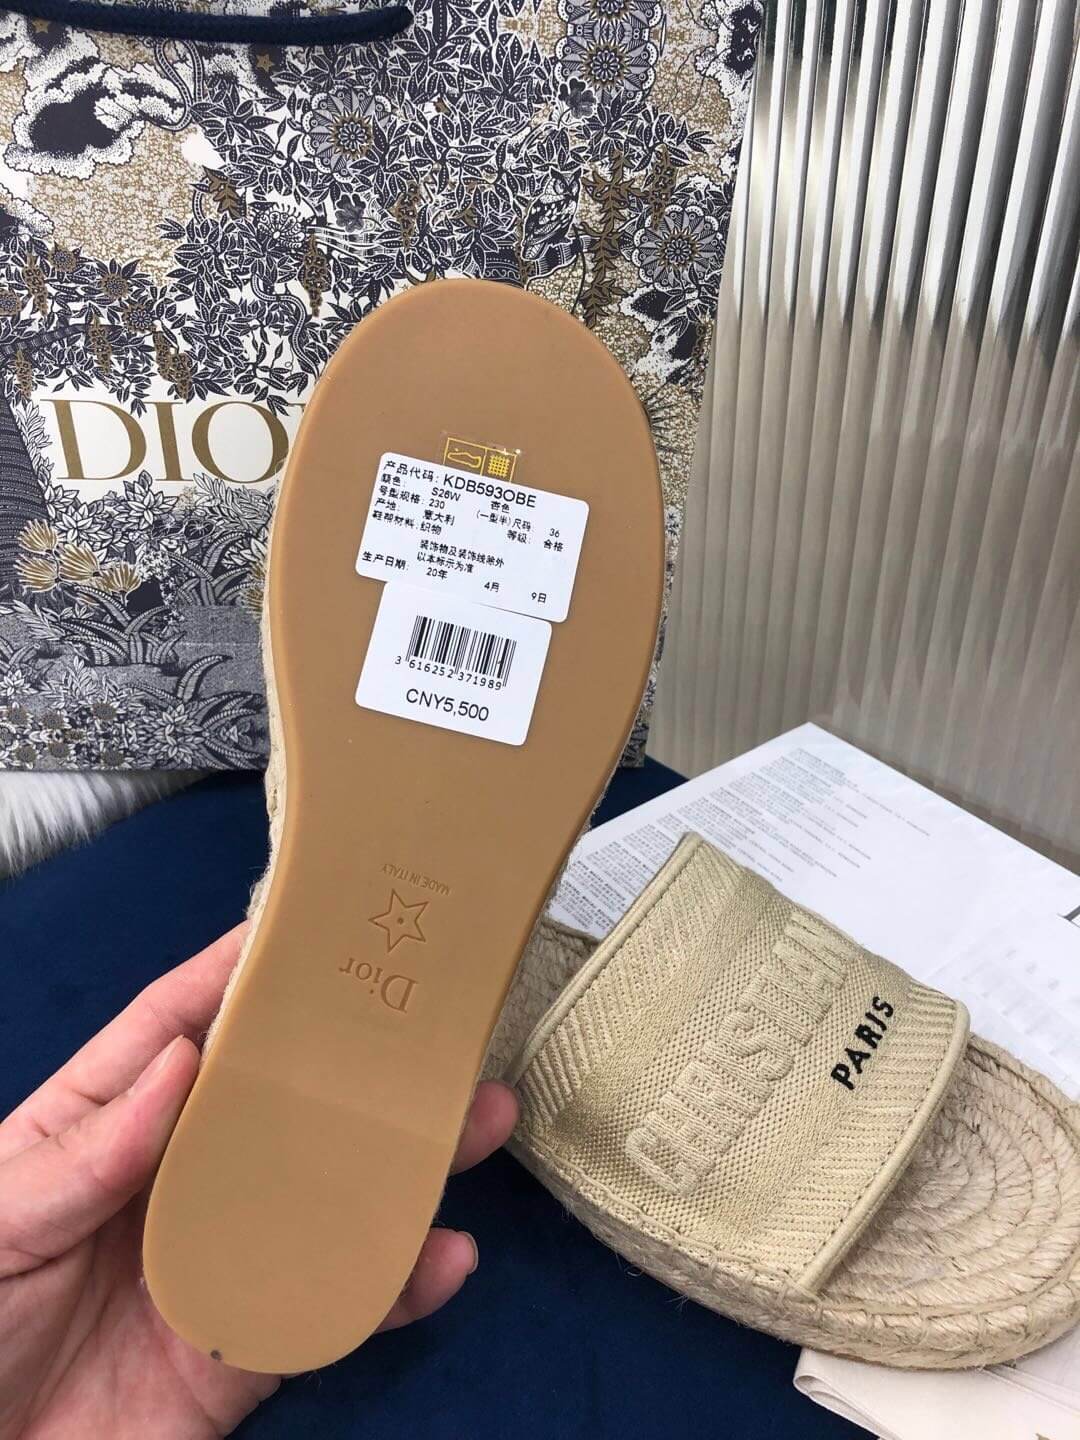 DIO
产品代码: KDB593OBE
颜色: S26W 杏色
号型规格: 230 (一型半) 尺码: 36
产地: 意大利 等级: 合格
鞋帮材料: 织物
装饰物及装饰线除外
以本标示为准
生产日期: 20年 4月 9日
3 616252 371989
CNY5,500
MADE IN ITALY
Dior
CHRISTIAN
PARIS